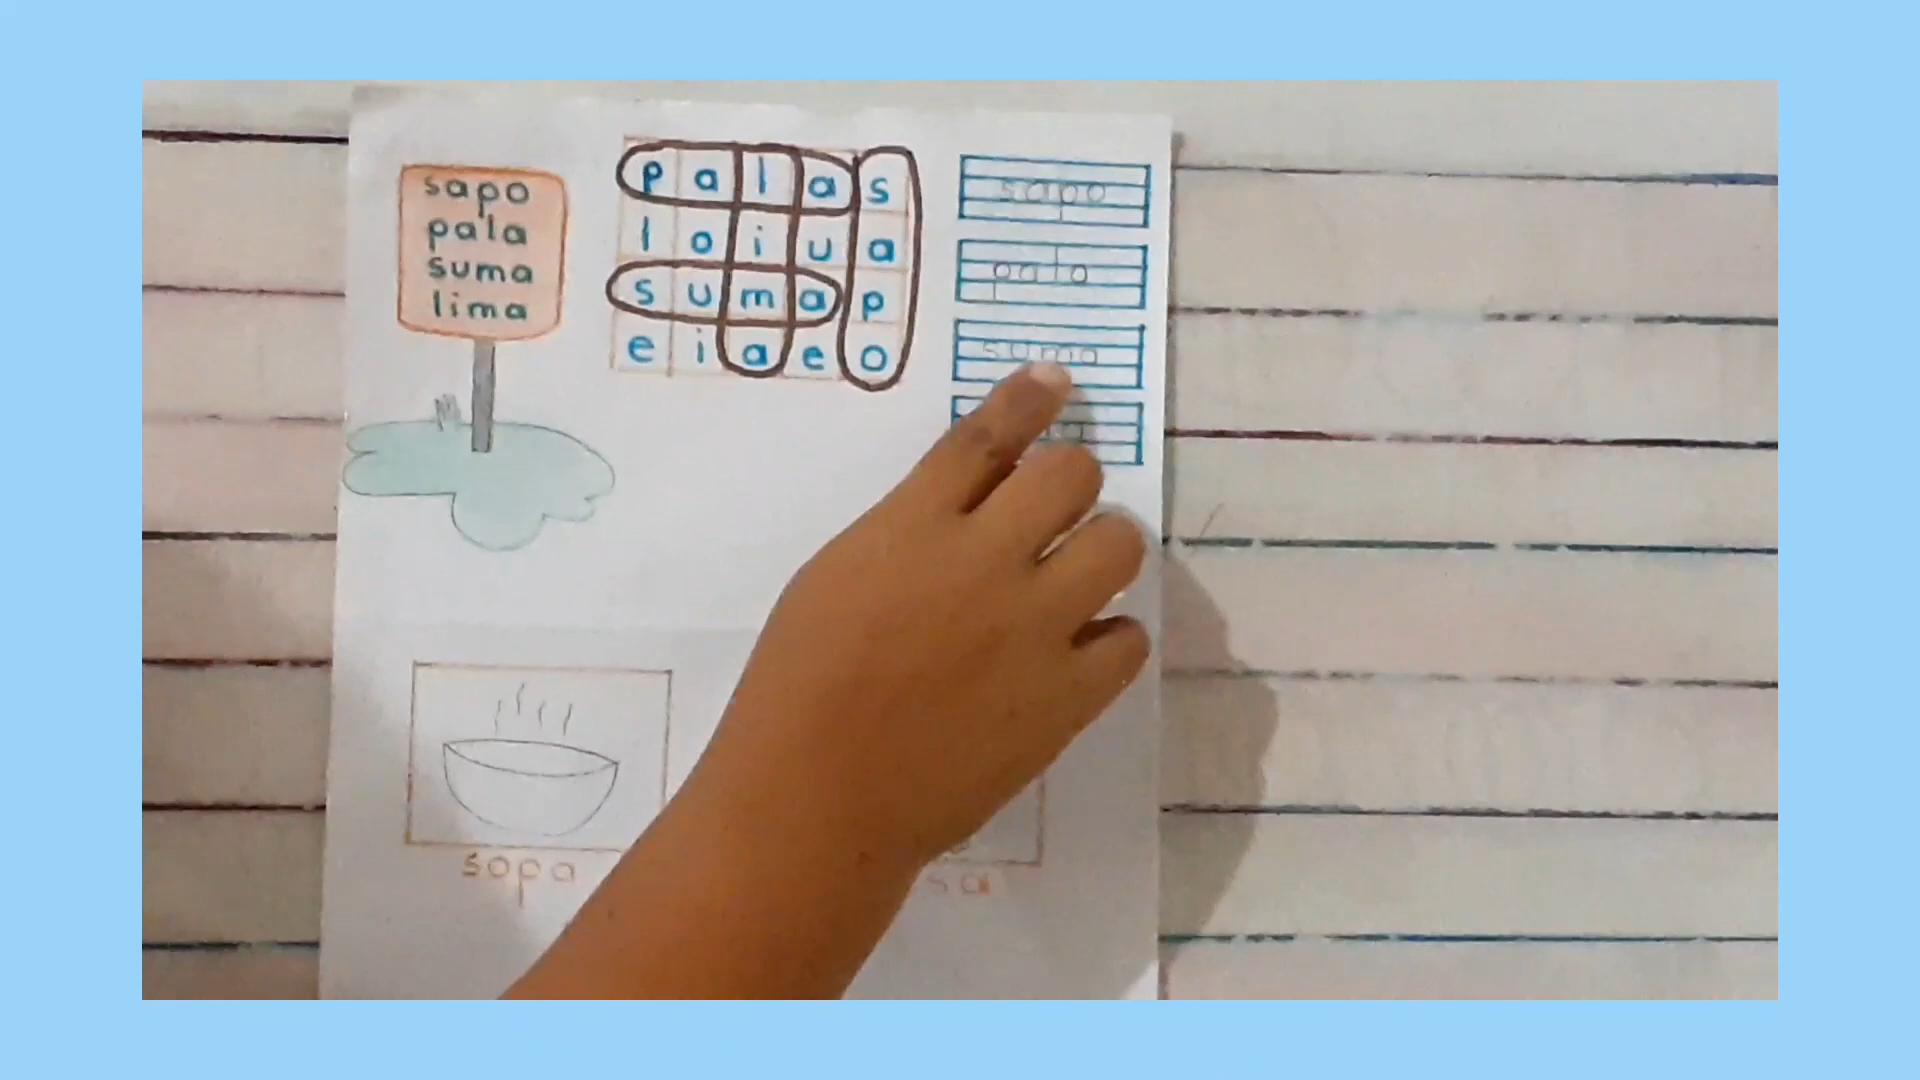 sapo
pala
suma
lima
p a l a s
l o i u a
s u m a p
e i a e o
sapo
pala
suma
sopa